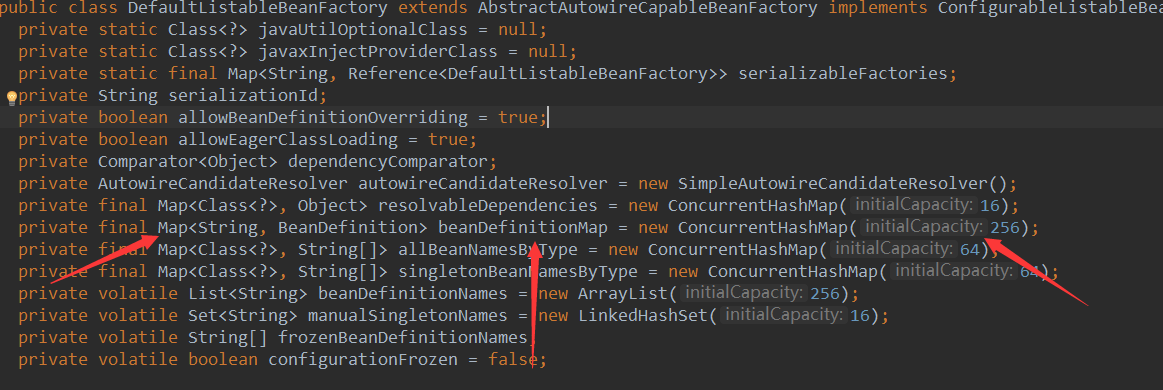 public class DefaultListableBeanFactory extends AbstractAutowireCapableBeanFactory implements ConfigurableListableBea
private static Class<?> javaUtilOptionalClass = null;
private static Class<?> javaxInjectProviderClass = null;
private static final Map<String, Reference<DefaultListableBeanFactory>> serializableFactories;
private String serializationId;
private boolean allowBeanDefinitionOverriding = true;
private boolean allowEagerClassLoading = true;
private Comparator<Object> dependencyComparator;
private AutowireCandidateResolver autowireCandidateResolver = new SimpleAutowireCandidateResolver();
private final Map<Class<?>, Object> resolvableDependencies = new ConcurrentHashMap( initialCapacity: 16);
private final Map<String, BeanDefinition> beanDefinitionMap = new ConcurrentHashMap( initialCapacity: 256);
private final Map<Class<?>, String[]> allBeanNamesByType = new ConcurrentHashMap( initialCapacity: 64);
private final Map<Class<?>, String[]> singletonBeanNamesByType = new ConcurrentHashMap( initialCapacity: 64);
private volatile List<String> beanDefinitionNames = new ArrayList( initialCapacity: 256);
private volatile Set<String> manualSingletonNames = new LinkedHashSet( initialCapacity: 16);
private volatile String[] frozenBeanDefinitionNames;
private volatile boolean configurationFrozen = false;